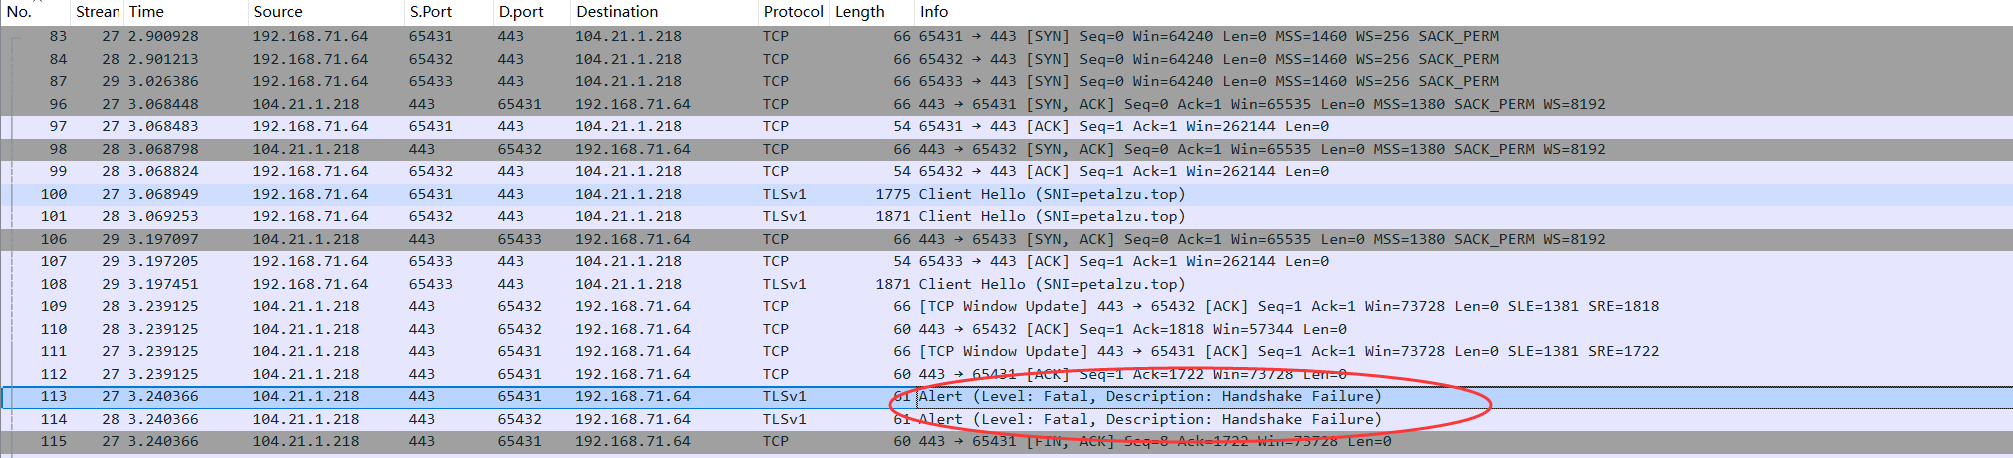 No. Stream Time Source S.Port D.port Destination Protocol Length Info
83 27 2.900928 192.168.71.64 65431 443 104.21.1.218 TCP 66 65431 → 443 [SYN] Seq=0 Win=64240 Len=0 MSS=1460 WS=256 SACK_PERM
84 28 2.901213 192.168.71.64 65432 443 104.21.1.218 TCP 66 65432 → 443 [SYN] Seq=0 Win=64240 Len=0 MSS=1460 WS=256 SACK_PERM
87 29 3.026386 192.168.71.64 65433 443 104.21.1.218 TCP 66 65433 → 443 [SYN] Seq=0 Win=64240 Len=0 MSS=1460 WS=256 SACK_PERM
96 27 3.068448 104.21.1.218 443 65431 192.168.71.64 TCP 66 443 → 65431 [SYN, ACK] Seq=0 Ack=1 Win=65535 Len=0 MSS=1380 SACK_PERM WS=8192
97 27 3.068483 192.168.71.64 65431 443 104.21.1.218 TCP 54 65431 → 443 [ACK] Seq=1 Ack=1 Win=262144 Len=0
98 28 3.068798 104.21.1.218 443 65432 192.168.71.64 TCP 66 443 → 65432 [SYN, ACK] Seq=0 Ack=1 Win=65535 Len=0 MSS=1380 SACK_PERM WS=8192
99 28 3.068824 192.168.71.64 65432 443 104.21.1.218 TCP 54 65432 → 443 [ACK] Seq=1 Ack=1 Win=262144 Len=0
100 27 3.068949 192.168.71.64 65431 443 104.21.1.218 TLSv1 1775 Client Hello (SNI=petalzu.top)
101 28 3.069253 192.168.71.64 65432 443 104.21.1.218 TLSv1 1871 Client Hello (SNI=petalzu.top)
106 29 3.197097 104.21.1.218 443 65433 192.168.71.64 TCP 66 443 → 65433 [SYN, ACK] Seq=0 Ack=1 Win=65535 Len=0 MSS=1380 SACK_PERM WS=8192
107 29 3.197205 192.168.71.64 65433 443 104.21.1.218 TCP 54 65433 → 443 [ACK] Seq=1 Ack=1 Win=262144 Len=0
108 29 3.197451 192.168.71.64 65433 443 104.21.1.218 TLSv1 1871 Client Hello (SNI=petalzu.top)
109 28 3.239125 104.21.1.218 443 65432 192.168.71.64 TCP 66 [TCP Window Update] 443 → 65432 [ACK] Seq=1 Ack=1 Win=73728 Len=0 SLE=1381 SRE=1818
110 28 3.239125 104.21.1.218 443 65432 192.168.71.64 TCP 60 443 → 65432 [ACK] Seq=1 Ack=1818 Win=57344 Len=0
111 27 3.239125 104.21.1.218 443 65431 192.168.71.64 TCP 66 [TCP Window Update] 443 → 65431 [ACK] Seq=1 Ack=1 Win=73728 Len=0 SLE=1381 SRE=1722
112 27 3.239125 104.21.1.218 443 65431 192.168.71.64 TCP 60 443 → 65431 [ACK] Seq=1 Ack=1722 Win=73728 Len=0
113 27 3.240366 104.21.1.218 443 65431 192.168.71.64 TLSv1 61 Alert (Level: Fatal, Description: Handshake Failure)
114 28 3.240366 104.21.1.218 443 65432 192.168.71.64 TLSv1 61 Alert (Level: Fatal, Description: Handshake Failure)
115 27 3.240366 104.21.1.218 443 65431 192.168.71.64 TCP 60 443 → 65431 [FIN, ACK] Seq=8 Ack=1722 Win=73728 Len=0